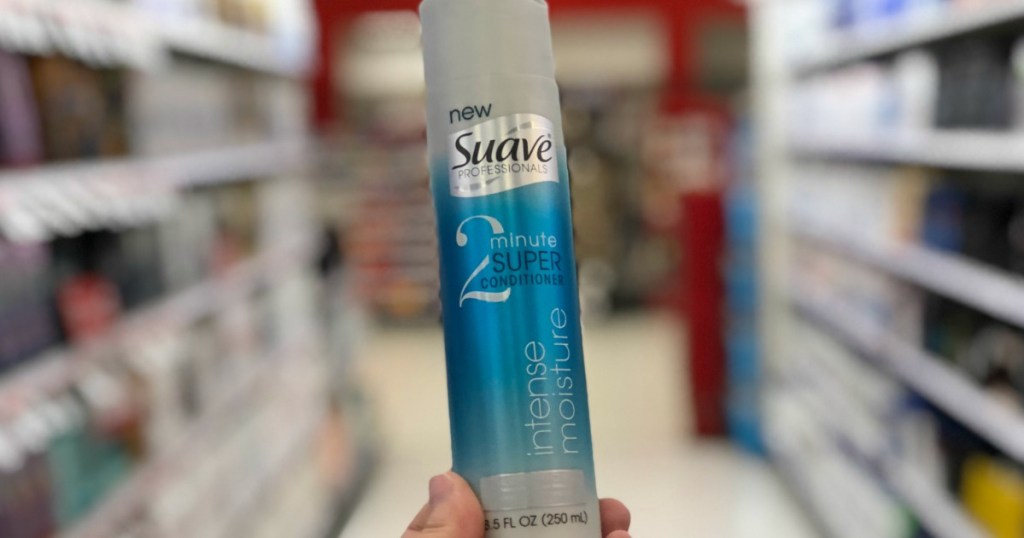 new
Suave®
PROFESSIONALS
2 minute
SUPER
CONDITIONER
intense
moisture
8.5 FL OZ (250 mL)